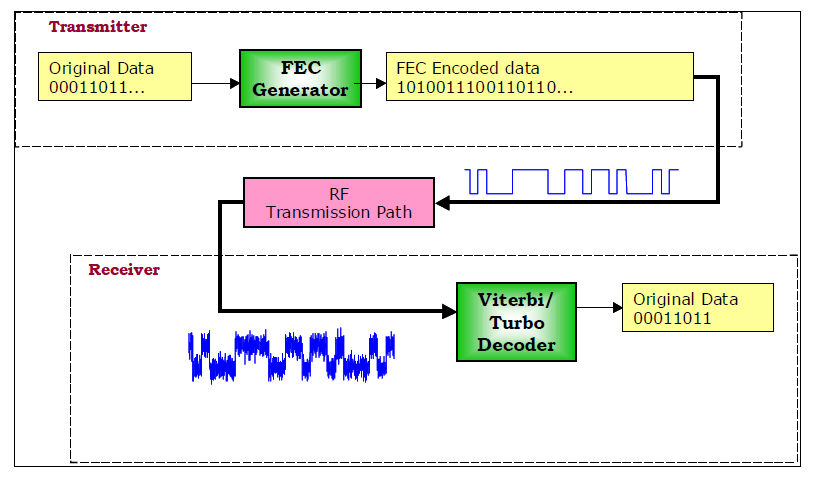 Transmitter
Original Data
00011011...
FEC
Generator
FEC Encoded data
1010011100110110...
RF
Transmission Path
Receiver
Viterbi/
Turbo
Decoder
Original Data
00011011